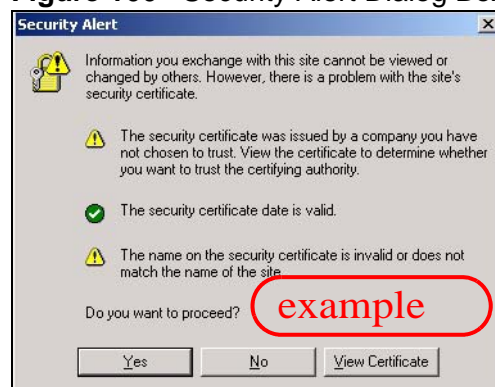 Security Alert
Information you exchange with this site cannot be viewed or
changed by others. However, there is a problem with the site's
security certificate.
The security certificate was issued by a company you have
not chosen to trust. View the certificate to determine whether
you want to trust the certifying authority.
The security certificate date is valid.
The name on the security certificate is invalid or does not
match the name of the site
Do you want to proceed?
example
Yes
No
View Certificate